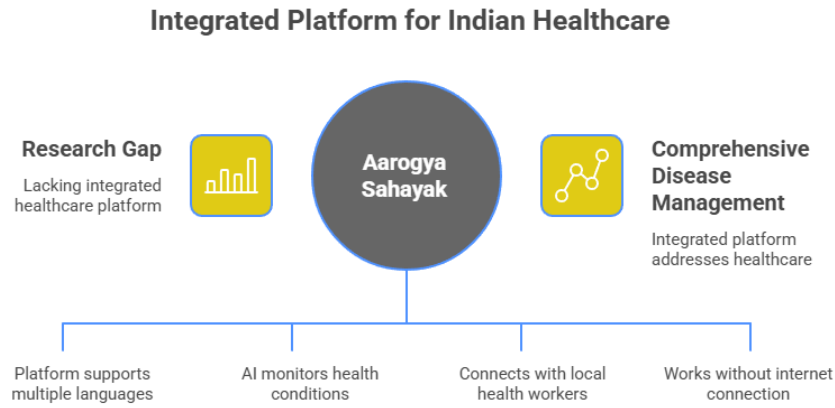 Integrated Platform for Indian Healthcare
Research Gap
Lacking integrated
healthcare platform
Aarogya
Sahayak
Comprehensive
Disease
Management
Integrated platform
addresses healthcare
Platform supports
multiple languages
AI monitors health
conditions
Connects with local
health workers
Works without internet
connection